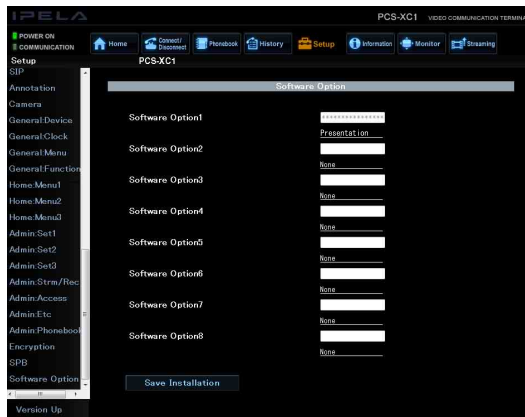 IPELA
PCS-XC1 VIDEO COMMUNICATION TERMINA
POWER ON
COMMUNICATION
Home
Connect/
Disconnect
Phonebook
History
Setup
Information
Monitor
Streaming
Setup
PCS-XC1
SIP
Annotation
Camera
General:Device
General:Clock
General:Menu
General:Function
Home:Menu1
Home:Menu2
Home:Menu3
Admin:Set1
Admin:Set2
Admin:Set3
Admin:Strm/Rec
Admin:Access
Admin:Etc
Admin:Phonebool
Encryption
SPB
Software Option
Version Up
Software Option
Software Option1
****************
Presentation
Software Option2
None
Software Option3
None
Software Option4
None
Software Option5
None
Software Option6
None
Software Option7
None
Software Option8
None
Save Installation